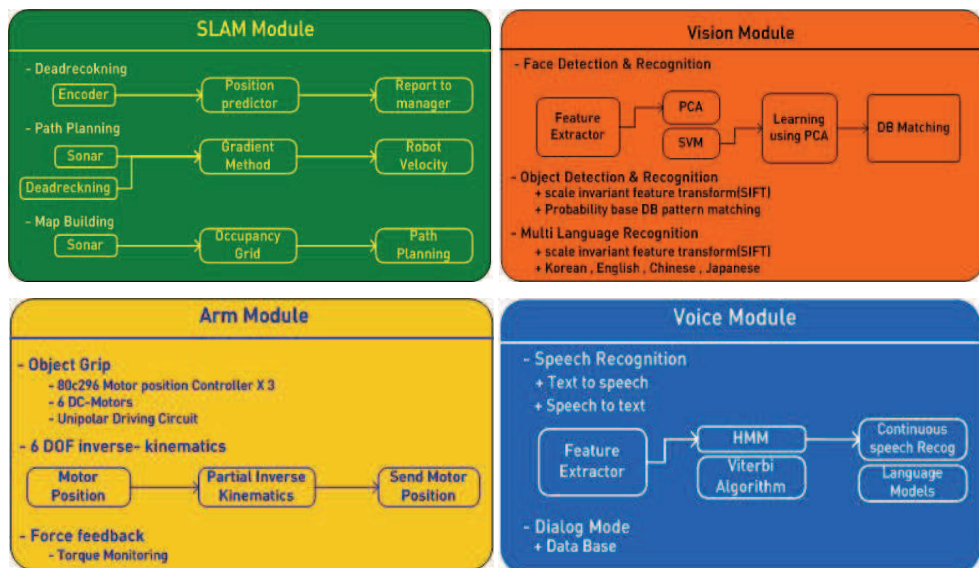 SLAM Module
- Deadrecokning
Encoder
Position
predictor
Report to
manager
- Path Planning
Sonar
Gradient
Method
Robot
Velocity
Deadreckning
- Map Building
Sonar
Occupancy
Grid
Path
Planning
Vision Module
- Face Detection & Recognition
Feature
Extractor
PCA
SVM
Learning
using PCA
DB Matching
- Object Detection & Recognition
+ scale invariant feature transform(SIFT)
+ Probability base DB pattern matching
- Multi Language Recognition
+ scale invariant feature transform(SIFT)
+ Korean , English , Chinese , Japanese
Arm Module
- Object Grip
- 80c296 Motor position Controller X 3
- 6 DC-Motors
- Unipolar Driving Circuit
- 6 DOF inverse- kinematics
Motor
Position
Partial Inverse
Kinematics
Send Motor
Position
- Force feedback
- Torque Monitoring
Voice Module
- Speech Recognition
+ Text to speech
+ Speech to text
Feature
Extractor
HMM
Viterbi
Algorithm
Continuous
speech Recog
Language
Models
- Dialog Mode
+ Data Base